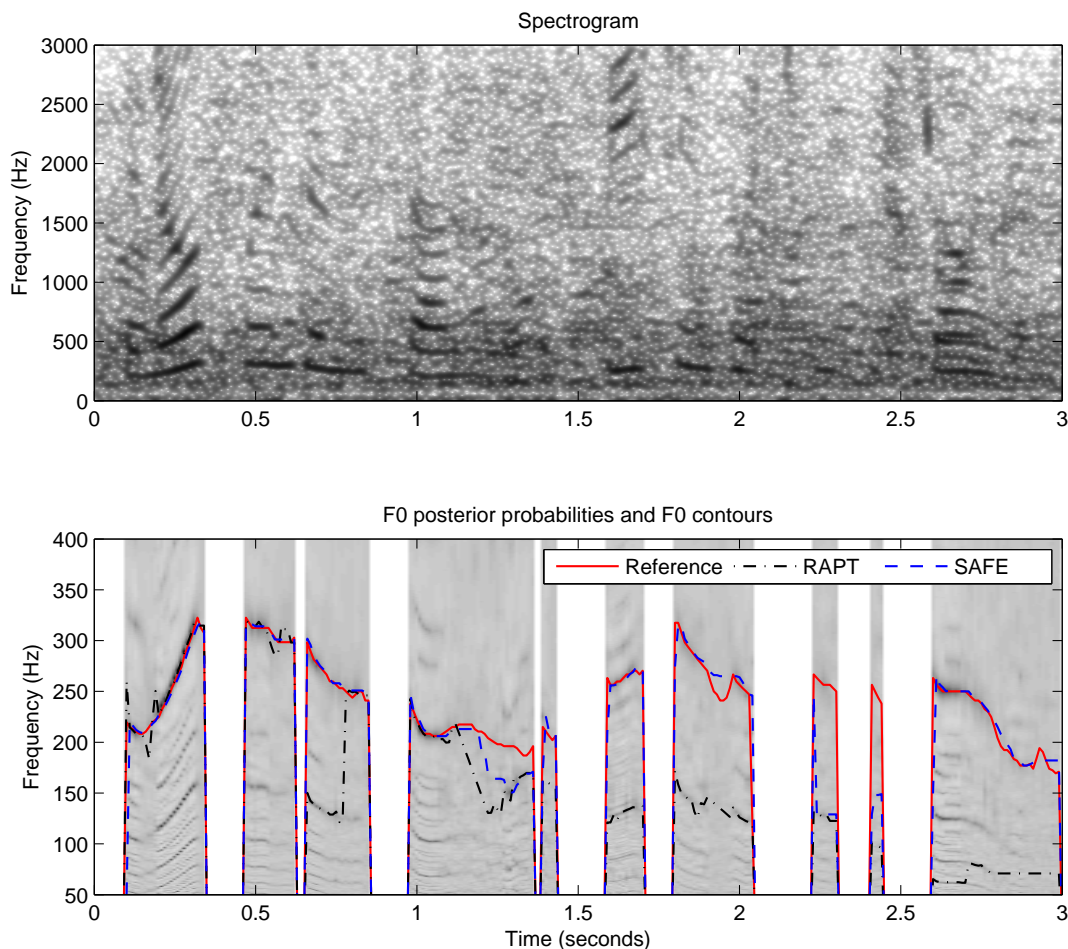 Spectrogram
3000
2500
2000
1500
1000
500
0
Frequency (Hz)
0 0.5 1 1.5 2 2.5 3
F0 posterior probabilities and F0 contours
400
350
300
250
200
150
100
50
Frequency (Hz)
Reference RAPT SAFE
0 0.5 1 1.5 2 2.5 3
Time (seconds)